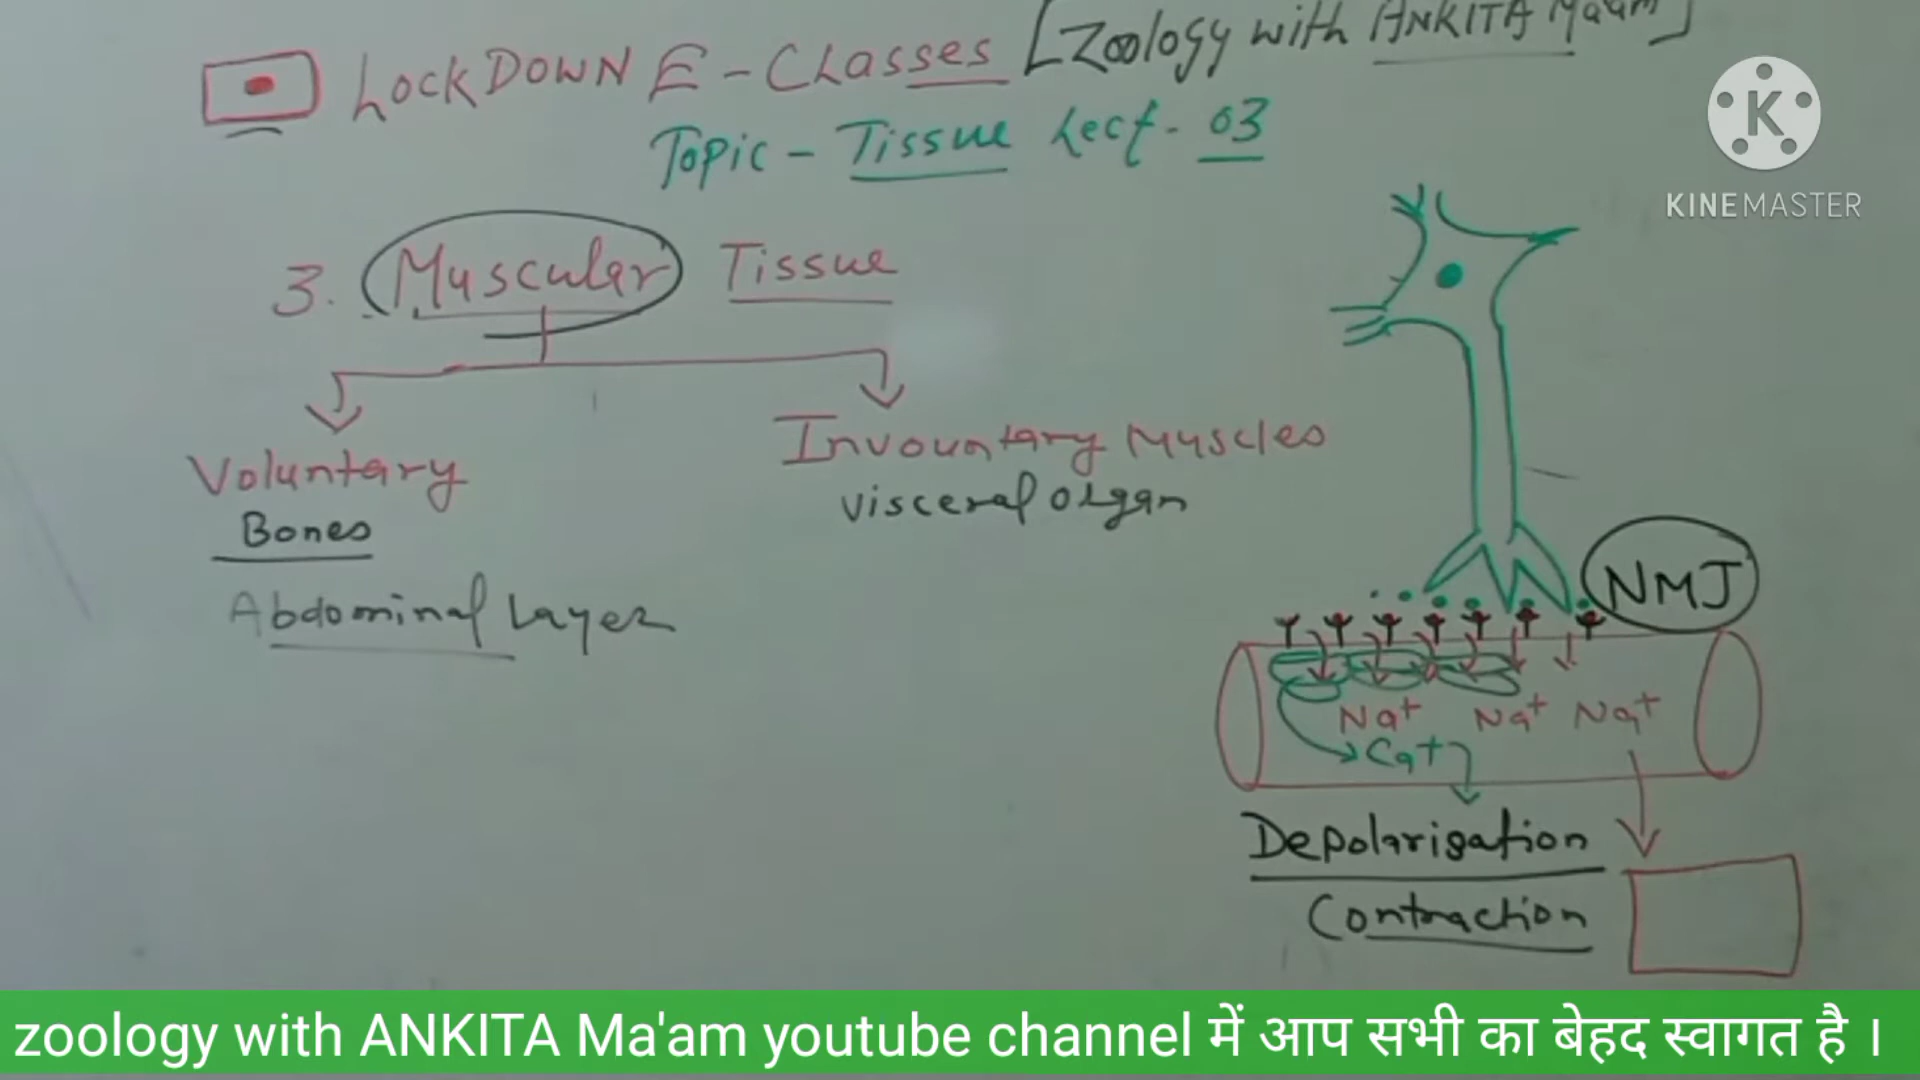 LOCKDOWN E-Classes [Zoology with ANKITA Ma'am]
Topic - Tissue Lect - 03
K
KINEMASTER
3. Muscular Tissue
Voluntary
Invountary Muscles
Bones
visceral organ
Abdominal Layer
NMJ
Na+ Na+ Na+
Ca+
Depolarisation
Contraction
zoology with ANKITA Ma'am youtube channel में आप सभी का बेहद स्वागत है ।